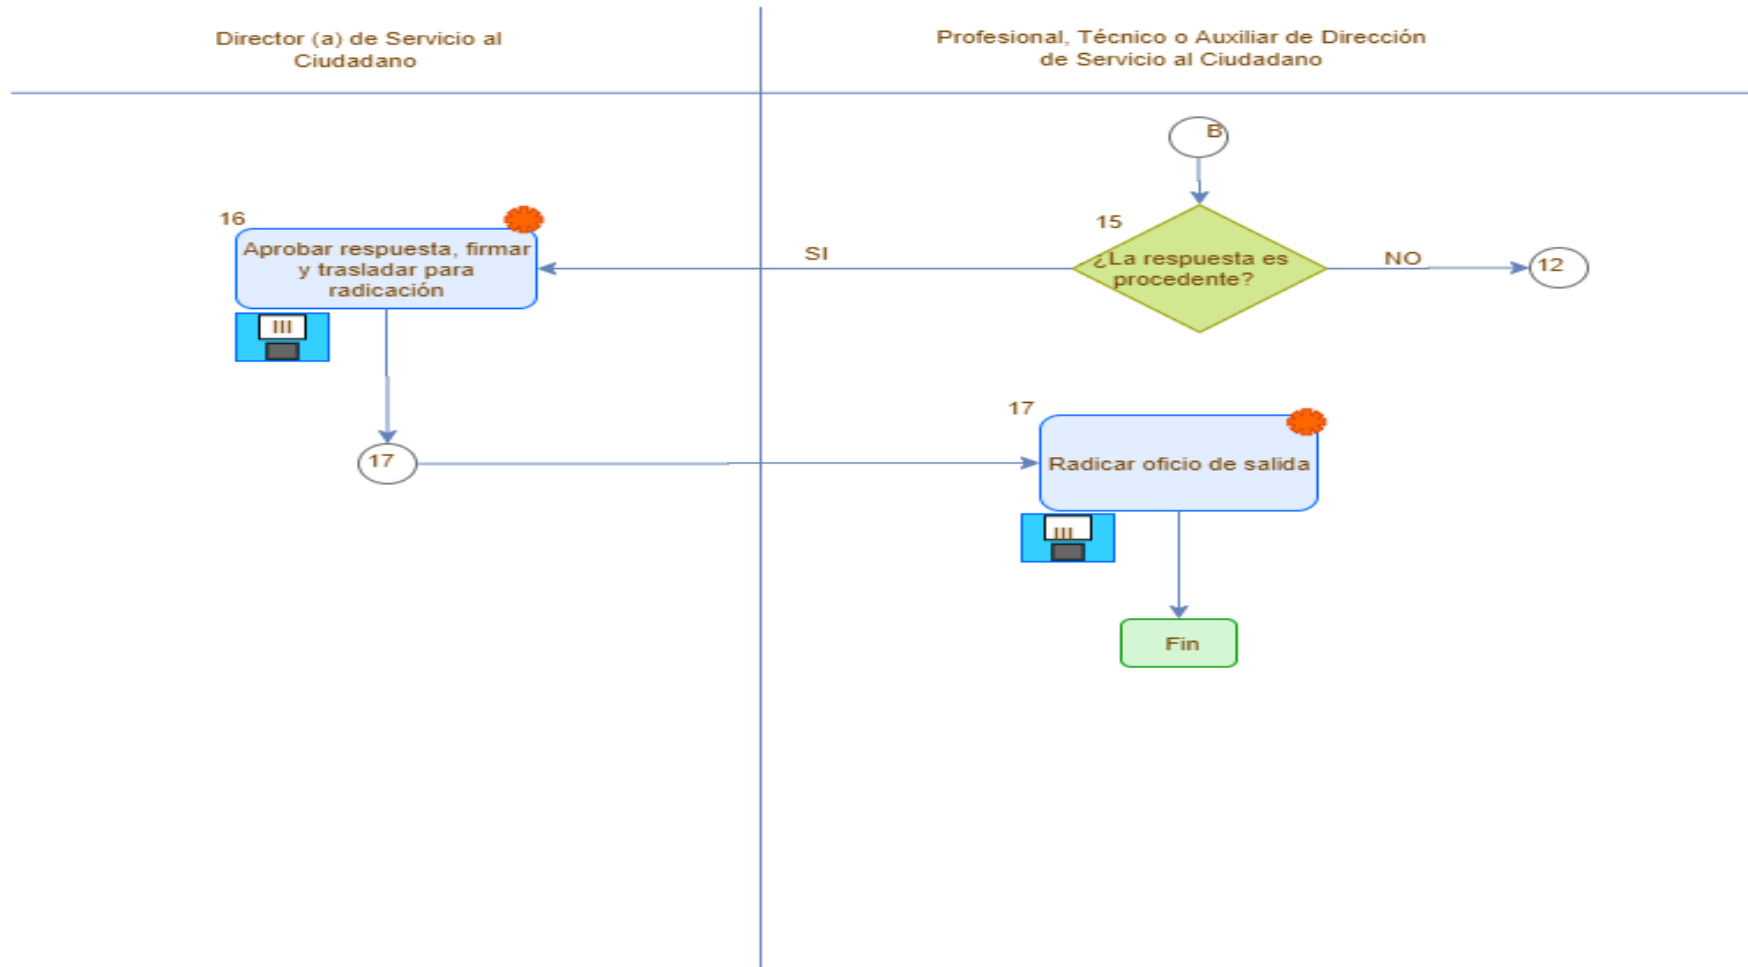 Director (a) de Servicio al
Ciudadano
Profesional, Técnico o Auxiliar de Dirección
de Servicio al Ciudadano
B
16
Aprobar respuesta, firmar
y trasladar para
radicación
III
SI
15
¿La respuesta es
procedente?
NO
12
17
17
Radicar oficio de salida
III
Fin